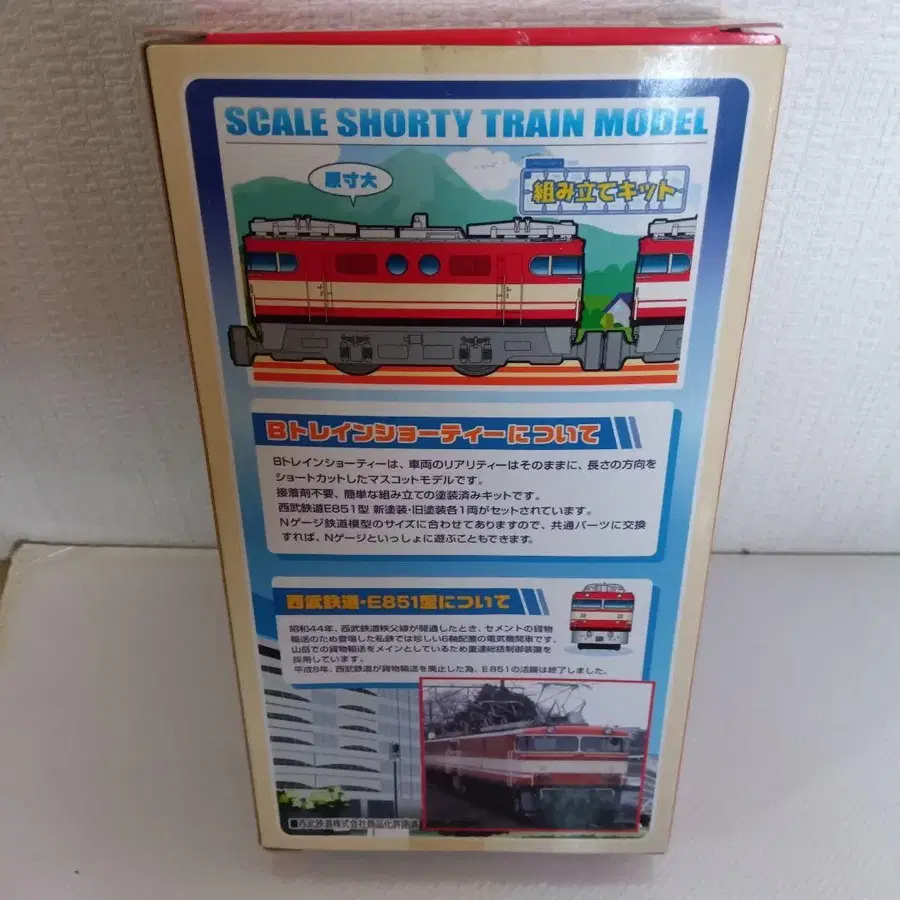 SCALE SHORTY TRAIN MODEL
原寸大
組み立てキット
Bトレインショーティーについて
Bトレインショーティーは、車両のリアリティーはそのままに、長さの方向を
ショートカットしたマスコットモデルです。
接着剤不要、簡単な組み立ての塗装済みキットです。
西武鉄道E851型 新塗装・旧塗装各1両がセットされています。
Nゲージ鉄道模型のサイズに合わせてありますので、共通パーツに交換
すれば、Nゲージといっしょに遊ぶこともできます。
西武鉄道・E851型について
昭和44年、西武鉄道秩父線が開通したとき、セメントの貨物
輸送のため登場した私鉄では珍しい6軸配置の電気機関車です。
山岳での貨物輸送をメインとしているため重連総括制御装置を
採用しています。
平成8年、西武鉄道が貨物輸送を廃止した為、E851の活躍は終了しました。
■西武鉄道株式会社商品化許諾済